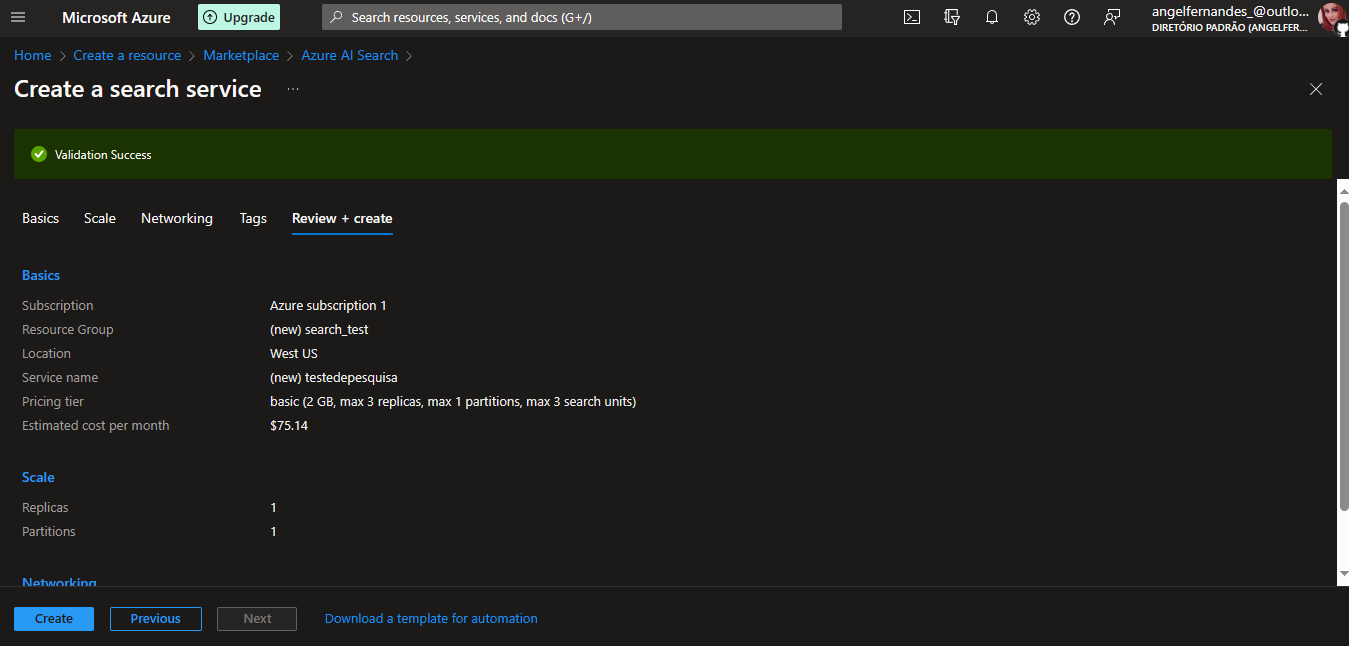 Microsoft Azure
Upgrade
Search resources, services, and docs (G+/)
angelfernandes_@outlo...
DIRETÓRIO PADRÃO (ANGELFER...
Home > Create a resource > Marketplace > Azure AI Search >
Create a search service ...
Validation Success
Basics Scale Networking Tags Review + create
Basics
Subscription Azure subscription 1
Resource Group (new) search_test
Location West US
Service name (new) testedepesquisa
Pricing tier basic (2 GB, max 3 replicas, max 1 partitions, max 3 search units)
Estimated cost per month $75.14
Scale
Replicas 1
Partitions 1
Networking
Create Previous Next Download a template for automation